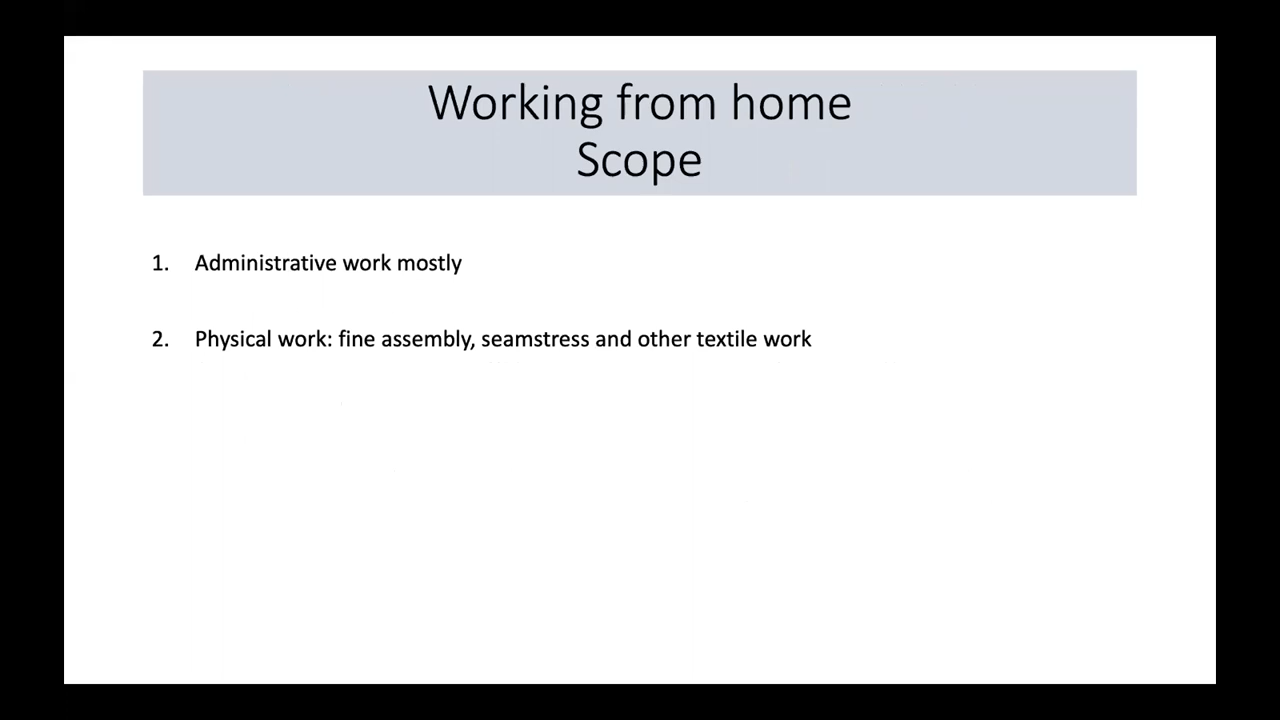 Working from home
Scope
1. Administrative work mostly
2. Physical work: fine assembly, seamstress and other textile work